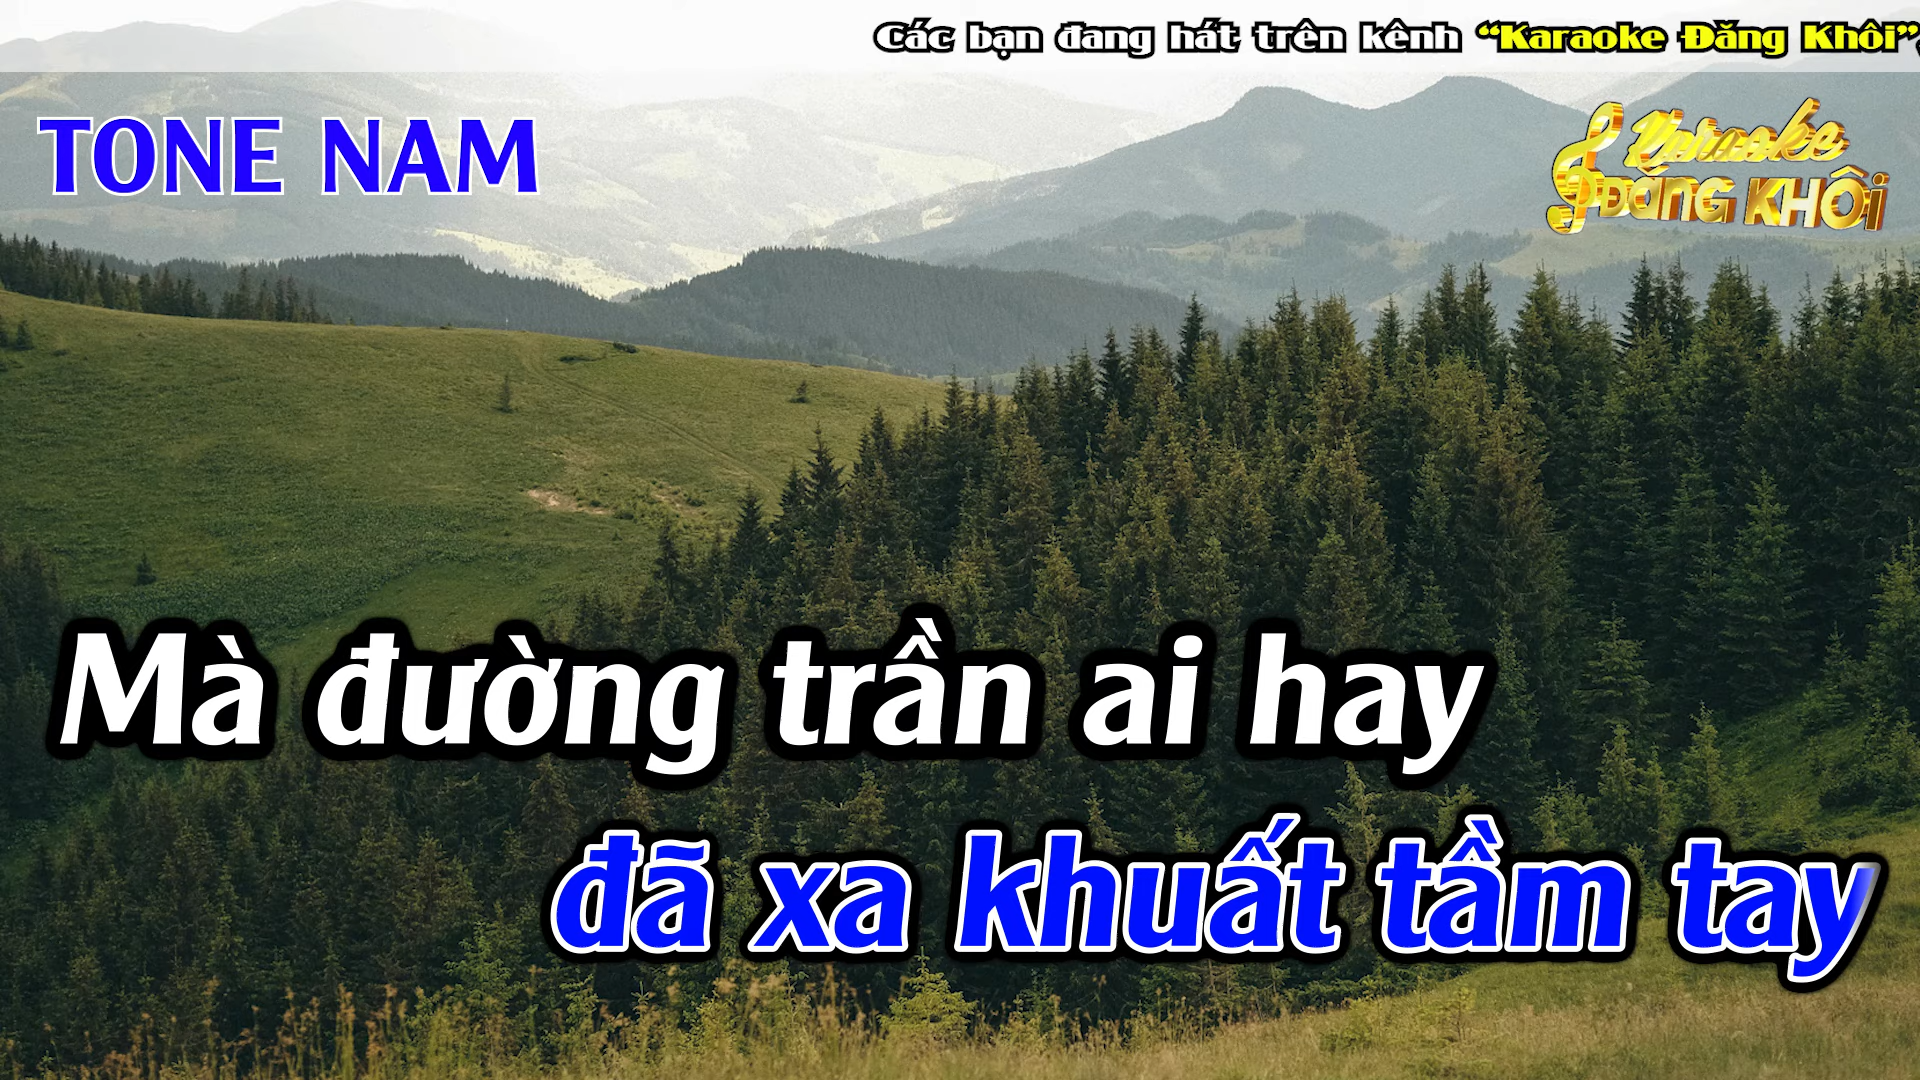 Các bạn đang hát trên kênh “Karaoke Đăng Khôi”.
TONE NAM
Karaoke
ĐĂNG KHÔI
Mà đường trần ai hay
đã xa khuất tầm tay